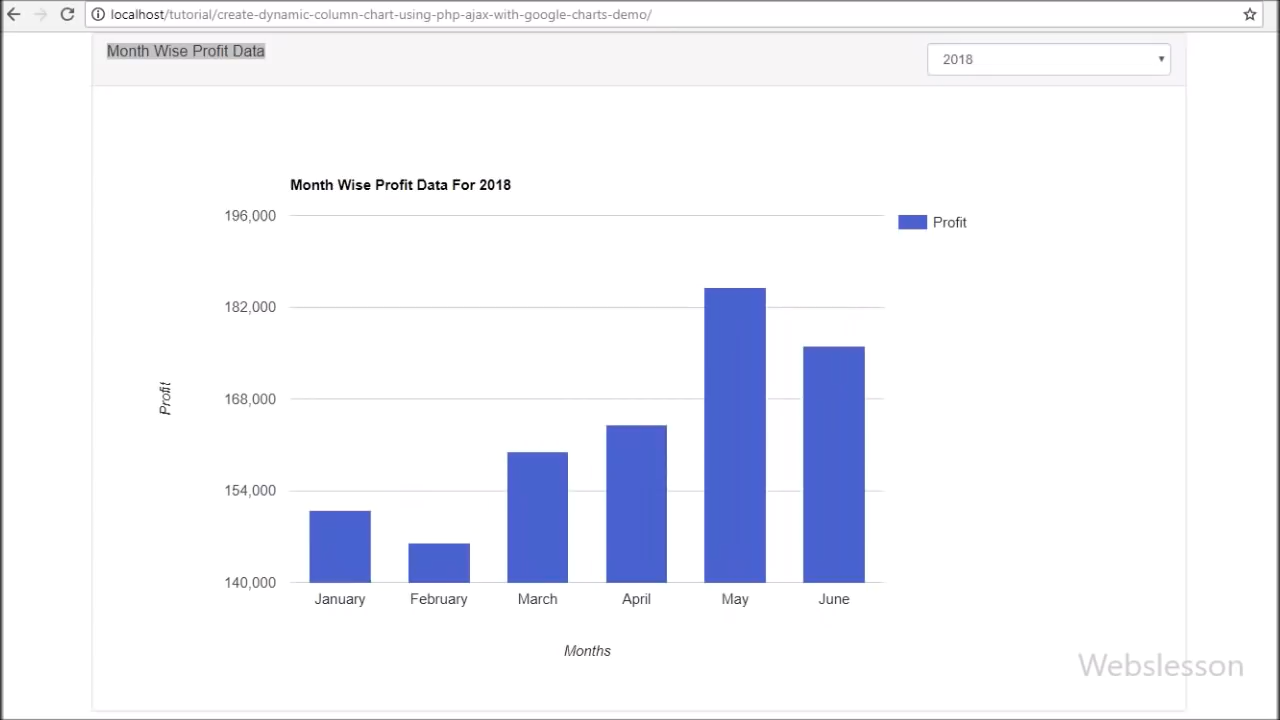 localhost/tutorial/create-dynamic-column-chart-using-php-ajax-with-google-charts-demo/
Month Wise Profit Data
2018
Month Wise Profit Data For 2018
196,000
Profit
182,000
168,000
Profit
154,000
140,000
January February March April May June
Months
Webslesson